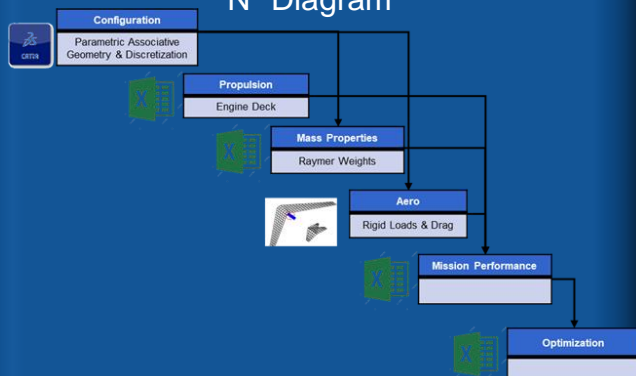 N² Diagram
Configuration
Parametric Associative
Geometry & Discretization
CATIA
Propulsion
Engine Deck
X
Mass Properties
Raymer Weights
X
Aero
Rigid Loads & Drag
Mission Performance
X
Optimization
X